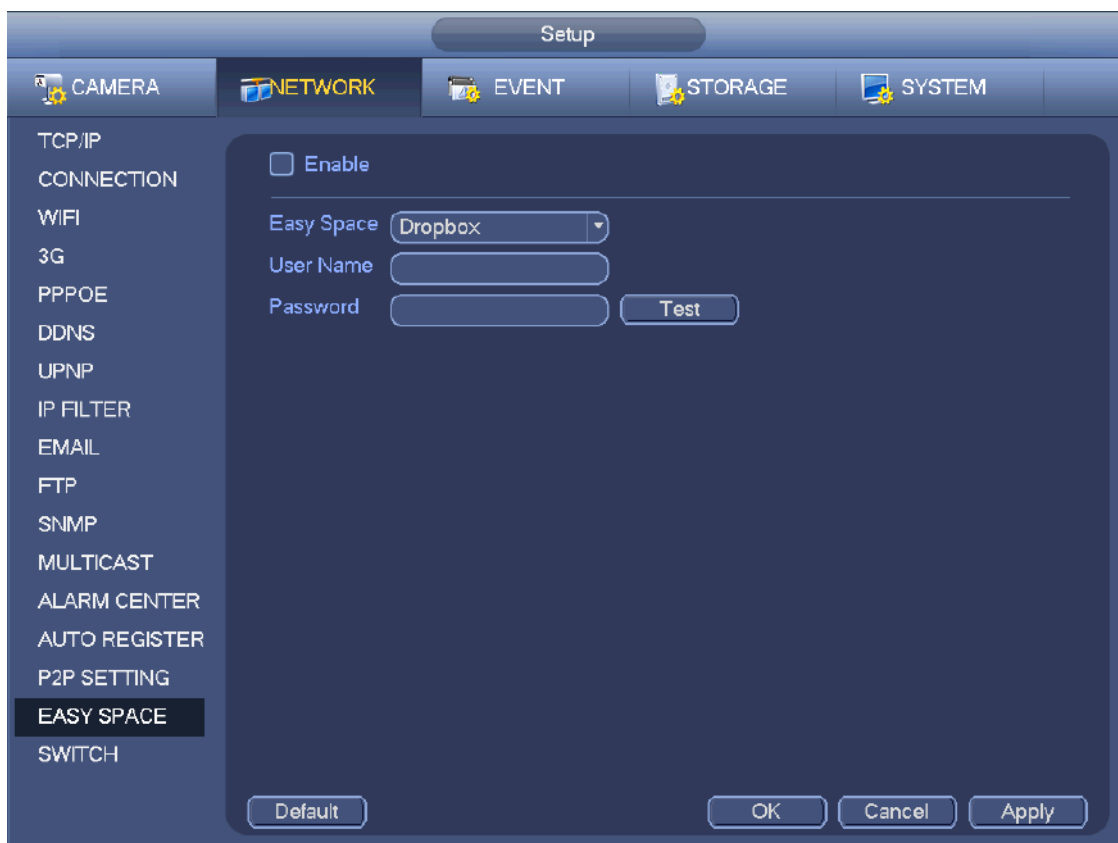 Setup
CAMERA NETWORK EVENT STORAGE SYSTEM
TCP/IP
CONNECTION
WIFI
3G
PPPOE
DDNS
UPNP
IP FILTER
EMAIL
FTP
SNMP
MULTICAST
ALARM CENTER
AUTO REGISTER
P2P SETTING
EASY SPACE
SWITCH
Enable
Easy Space Dropbox
User Name
Password Test
Default OK Cancel Apply